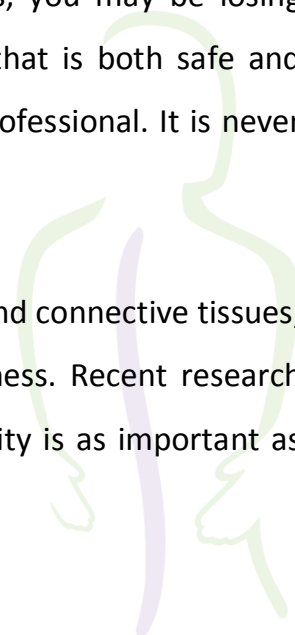 s, you may be losing
that is both safe and
ofessional. It is never
nd connective tissues,
ness. Recent research
ity is as important as